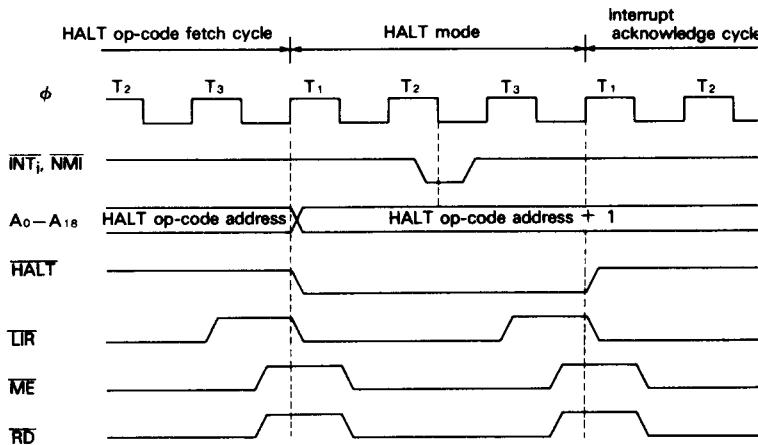 HALT op-code fetch cycle
HALT mode
interrupt
acknowledge cycle
φ
T2 T3 T1 T2 T3 T1 T2
INTi, NMI
A0—A18
HALT op-code address
HALT op-code address + 1
HALT
LIR
ME
RD